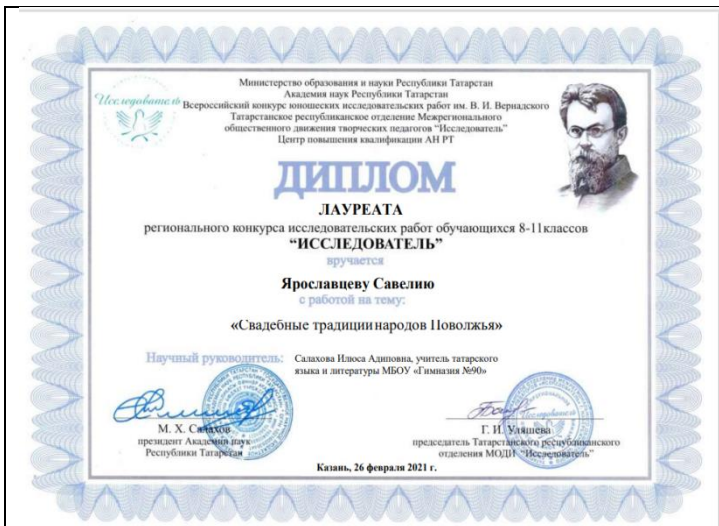 Исследователь
Министерство образования и науки Республики Татарстан
Академия наук Республики Татарстан
Всероссийский конкурс юношеских исследовательских работ им. В. И. Вернадского
Татарстанское республиканское отделение Межрегионального
общественного движения творческих педагогов "Исследователь"
Центр повышения квалификации АН РТ
ДИПЛОМ
ЛАУРЕАТА
регионального конкурса исследовательских работ обучающихся 8-11классов
"ИССЛЕДОВАТЕЛЬ"
вручается
Ярославцеву Савелию
с работой на тему:
«Свадебные традиции народов Поволжья»
Научный руководитель: Салахова Илюса Адиповна, учитель татарского
языка и литературы МБОУ «Гимназия №90»
М. Х. Салахов
президент Академии наук
Республики Татарстан
Г. И. Уляшева
председатель Татарстанского республиканского
отделения МОДИ "Исследователь"
Казань, 26 февраля 2021 г.